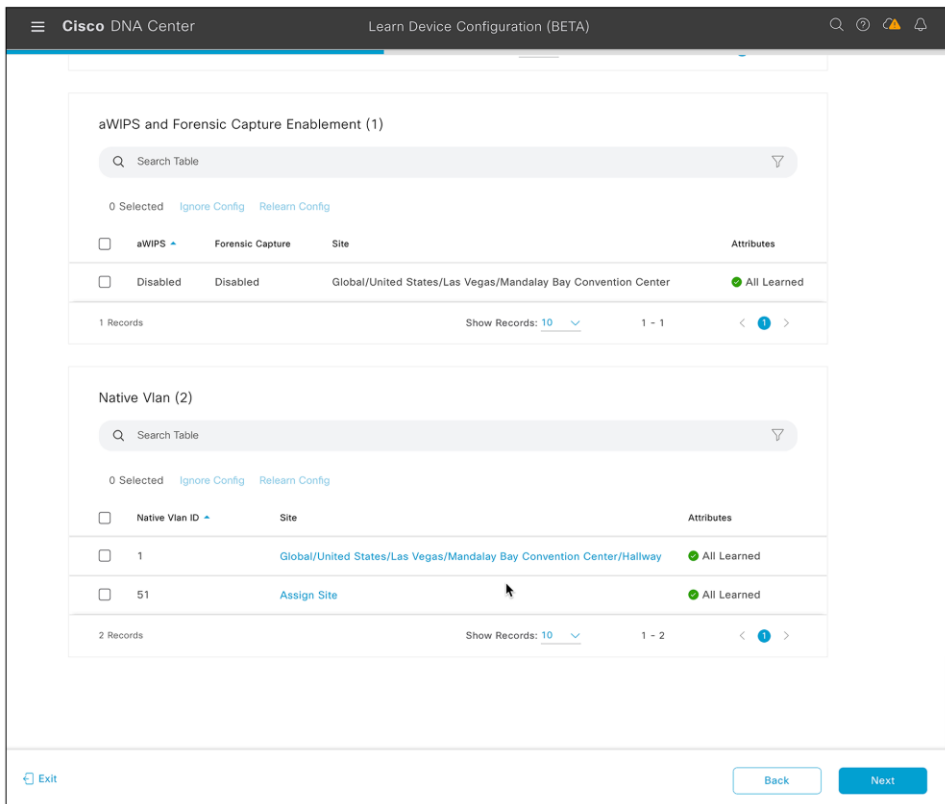 Cisco DNA Center
Learn Device Configuration (BETA)
aWIPS and Forensic Capture Enablement (1)
Search Table
0 Selected Ignore Config Relearn Config
aWIPS Forensic Capture Site Attributes
Disabled Disabled Global/United States/Las Vegas/Mandalay Bay Convention Center All Learned
1 Records Show Records: 10 1 - 1 < 1 >
Native Vlan (2)
Search Table
0 Selected Ignore Config Relearn Config
Native Vlan ID Site Attributes
1 Global/United States/Las Vegas/Mandalay Bay Convention Center/Hallway All Learned
51 Assign Site All Learned
2 Records Show Records: 10 1 - 2 < 1 >
Exit
Back
Next